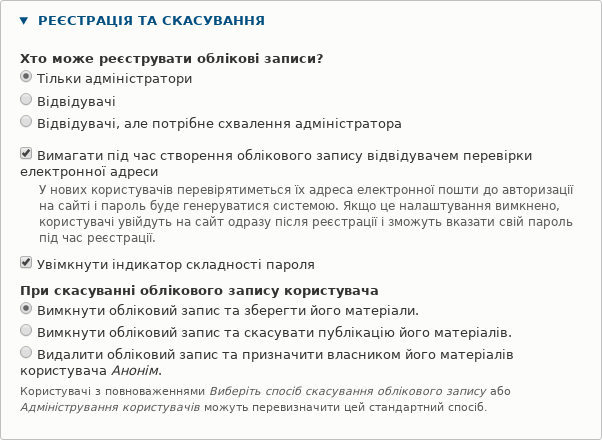 РЕЄСТРАЦІЯ ТА СКАСУВАННЯ
Хто може реєструвати облікові записи?
Тільки адміністратори
Відвідувачі
Відвідувачі, але потрібне схвалення адміністратора
Вимагати під час створення облікового запису відвідувачем перевірки
електронної адреси
У нових користувачів перевірятиметься їх адреса електронної пошти до авторизації
на сайті і пароль буде генеруватися системою. Якщо це налаштування вимкнено,
користувачі увійдуть на сайт одразу після реєстрації і зможуть вказати свій пароль
під час реєстрації.
Увімкнути індикатор складності пароля
При скасуванні облікового запису користувача
Вимкнути обліковий запис та зберегти його матеріали.
Вимкнути обліковий запис та скасувати публікацію його матеріалів.
Видалити обліковий запис та призначити власником його матеріалів
користувача Анонім.
Користувачі з повноваженнями Виберіть спосіб скасування облікового запису або
Адміністрування користувачів можуть перевизначити цей стандартний спосіб.